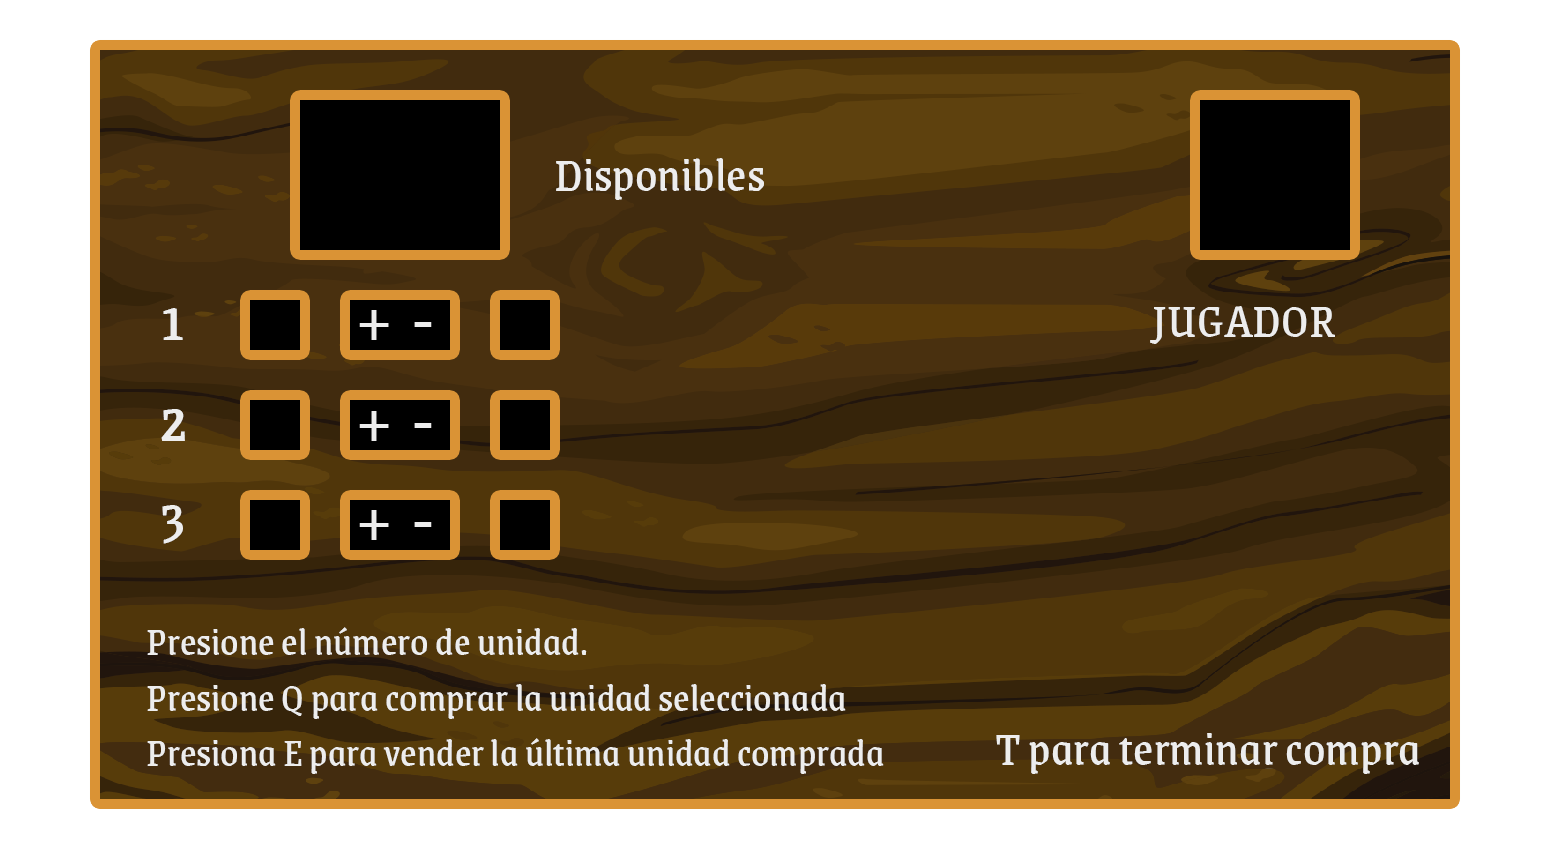 Disponibles
JUGADOR
1 + -
2 + -
3 + -
Presione el número de unidad.
Presione Q para comprar la unidad seleccionada
Presiona E para vender la última unidad comprada
T para terminar compra